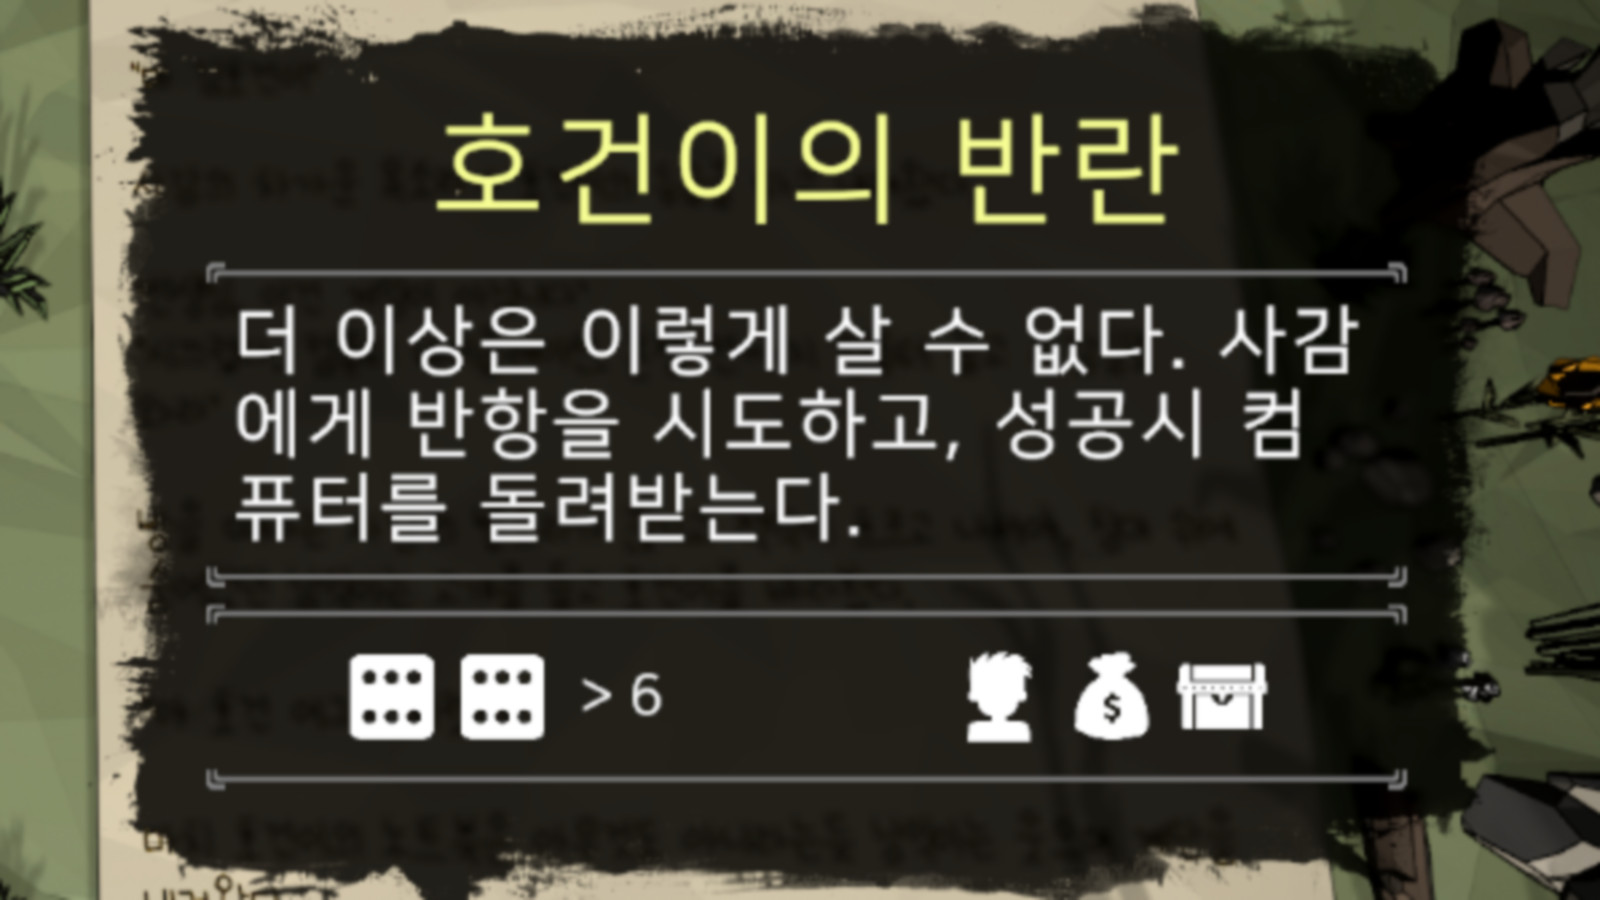 호건이의 반란
더 이상은 이렇게 살 수 없다. 사감
에게 반항을 시도하고, 성공시 컴
퓨터를 돌려받는다.
> 6
$